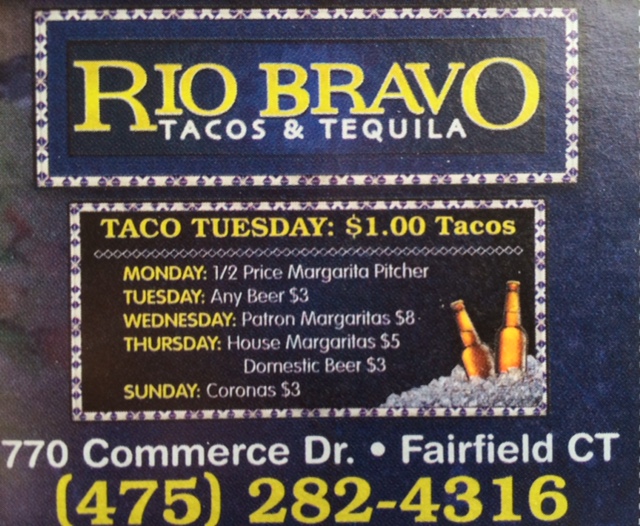 RIO BRAVO
TACOS & TEQUILA
TACO TUESDAY: $1.00 Tacos
MONDAY: 1/2 Price Margarita Pitcher
TUESDAY: Any Beer $3
WEDNESDAY: Patron Margaritas $8
THURSDAY: House Margaritas $5
Domestic Beer $3
SUNDAY: Coronas $3
770 Commerce Dr. • Fairfield CT
(475) 282-4316